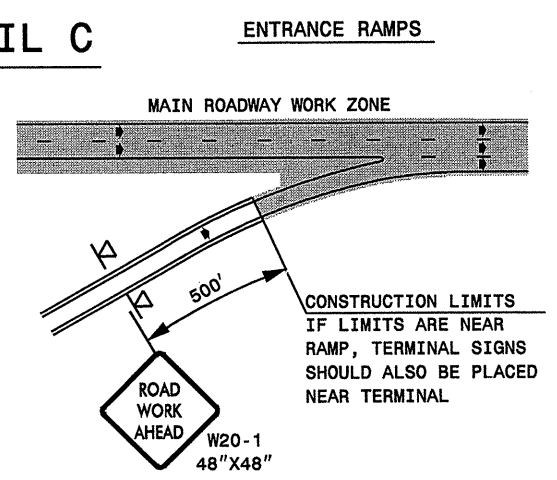 IL C
ENTRANCE RAMPS
MAIN ROADWAY WORK ZONE
500'
CONSTRUCTION LIMITS
IF LIMITS ARE NEAR
RAMP, TERMINAL SIGNS
SHOULD ALSO BE PLACED
NEAR TERMINAL
ROAD
WORK
AHEAD
W20-1
48"X48"